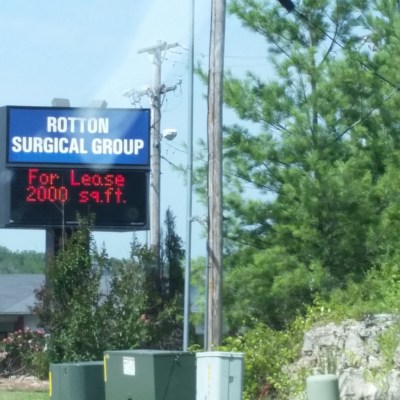 ROTTON
SURGICAL GROUP
For Lease
2000 sq.ft.